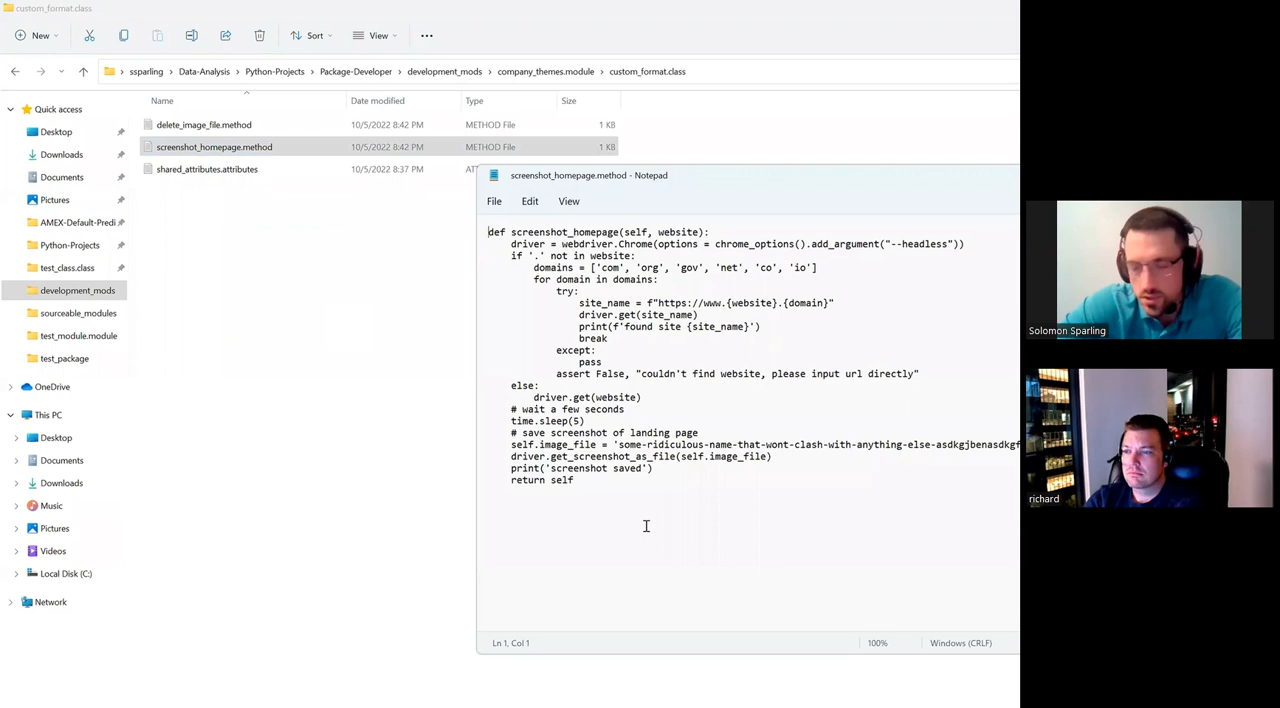 custom_format.class
New
Sort
View
ssparling > Data-Analysis > Python-Projects > Package-Developer > development_mods > company_themes.module > custom_format.class
Name Date modified Type Size
Quick access
Desktop
Downloads
Documents
Pictures
AMEX-Default-Predi
Python-Projects
test_class.class
development_mods
sourceable_modules
test_module.module
test_package
OneDrive
This PC
Desktop
Documents
Downloads
Music
Pictures
Videos
Local Disk (C:)
Network
delete_image_file.method 10/5/2022 8:42 PM METHOD File 1 KB
screenshot_homepage.method 10/5/2022 8:42 PM METHOD File 1 KB
shared_attributes.attributes 10/5/2022 8:37 PM AT
screenshot_homepage.method - Notepad
File Edit View
def screenshot_homepage(self, website):
driver = webdriver.Chrome(options = chrome_options().add_argument("--headless"))
if '.' not in website:
domains = ['com', 'org', 'gov', 'net', 'co', 'io']
for domain in domains:
try:
site_name = f"https://www.{website}.{domain}"
driver.get(site_name)
print(f'found site {site_name}')
break
except:
pass
assert False, "couldn't find website, please input url directly"
else:
driver.get(website)
# wait a few seconds
time.sleep(5)
# save screenshot of landing page
self.image_file = 'some-ridiculous-name-that-wont-clash-with-anything-else-asdkgjbenasdkgf
driver.get_screenshot_as_file(self.image_file)
print('screenshot saved')
return self
Ln 1, Col 1
100%
Windows (CRLF)
Solomon Sparling
richard